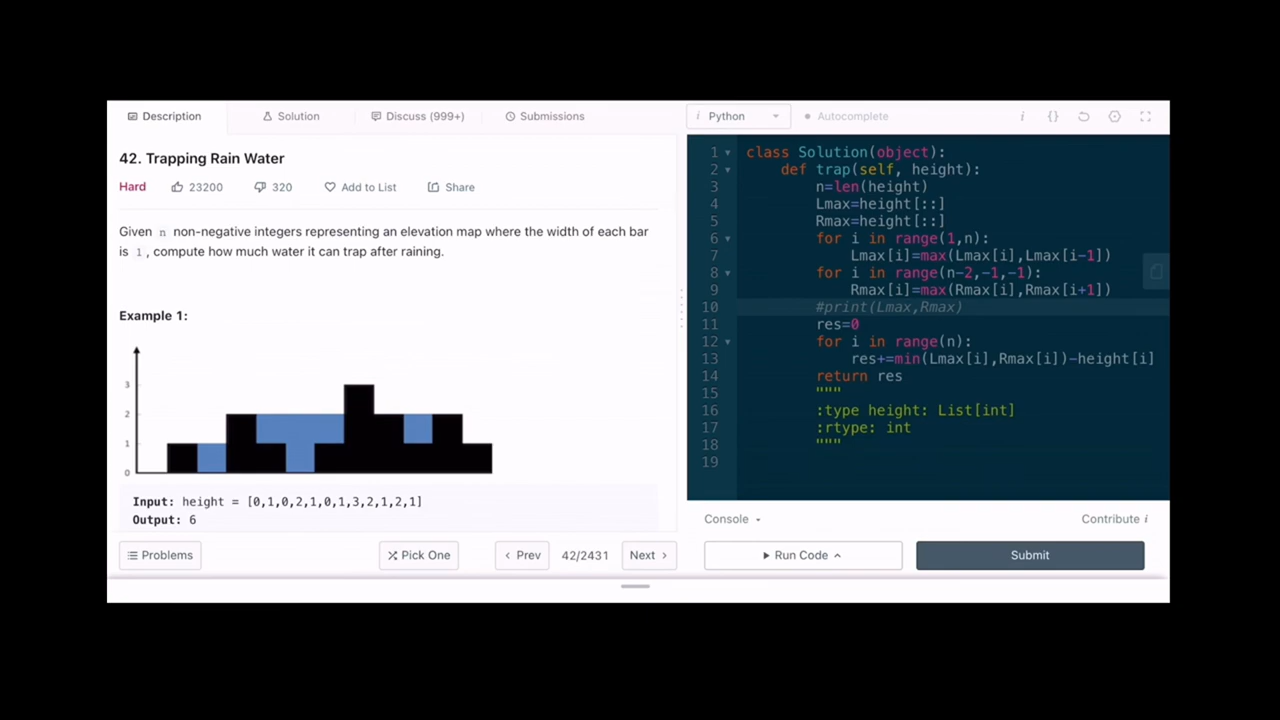 Description
Solution
Discuss (999+)
Submissions
42. Trapping Rain Water
Hard
23200
320
Add to List
Share
Given n non-negative integers representing an elevation map where the width of each bar
is 1, compute how much water it can trap after raining.
Example 1:
3
2
1
0
Input: height = [0,1,0,2,1,0,1,3,2,1,2,1]
Output: 6
Problems
Pick One
Prev
42/2431
Next
i Python
Autocomplete
i {}
1 class Solution(object):
2     def trap(self, height):
3         n=len(height)
4         Lmax=height[::]
5         Rmax=height[::]
6         for i in range(1,n):
7             Lmax[i]=max(Lmax[i],Lmax[i-1])
8         for i in range(n-2,-1,-1):
9             Rmax[i]=max(Rmax[i],Rmax[i+1])
10         #print(Lmax,Rmax)
11         res=0
12         for i in range(n):
13             res+=min(Lmax[i],Rmax[i])-height[i]
14         return res
15         """
16         :type height: List[int]
17         :rtype: int
18         """
19
Console
Contribute i
Run Code
Submit